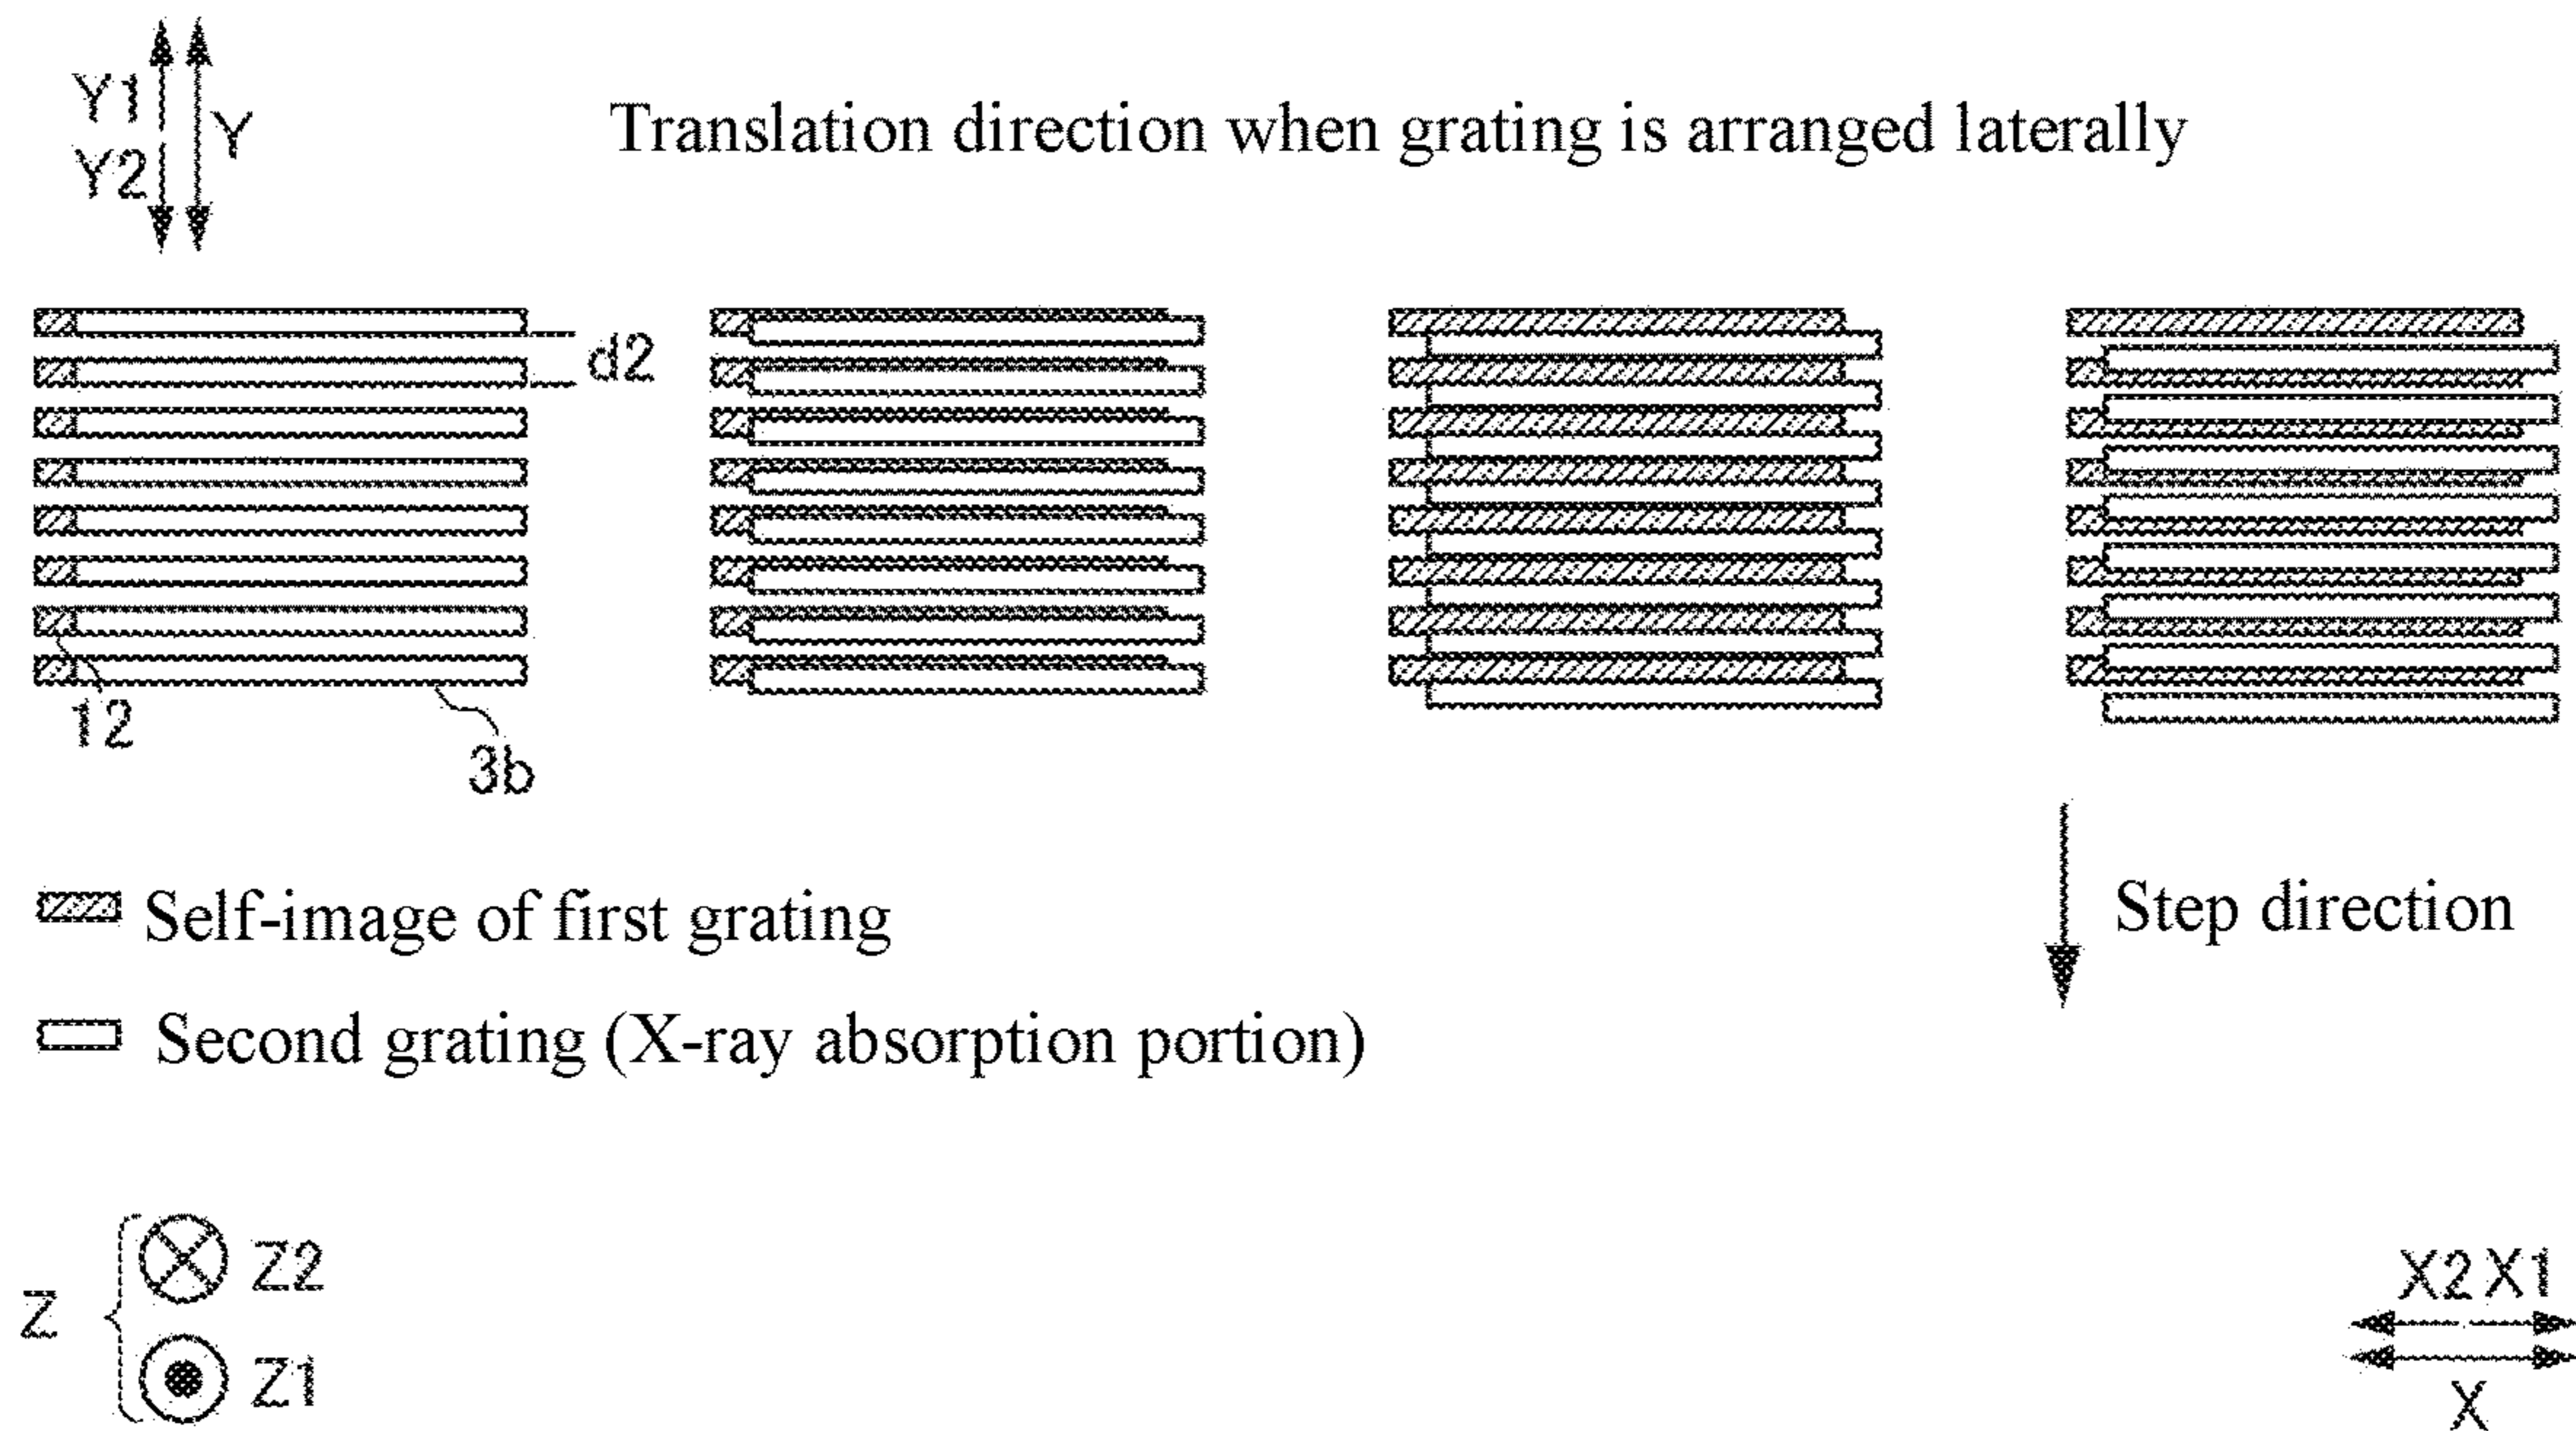 Y1
Y
Y2
Translation direction when grating is arranged laterally
d2
12
3b
Self-image of first grating
Step direction
Second grating (X-ray absorption portion)
Z2
Z
Z1
X2 X1
X